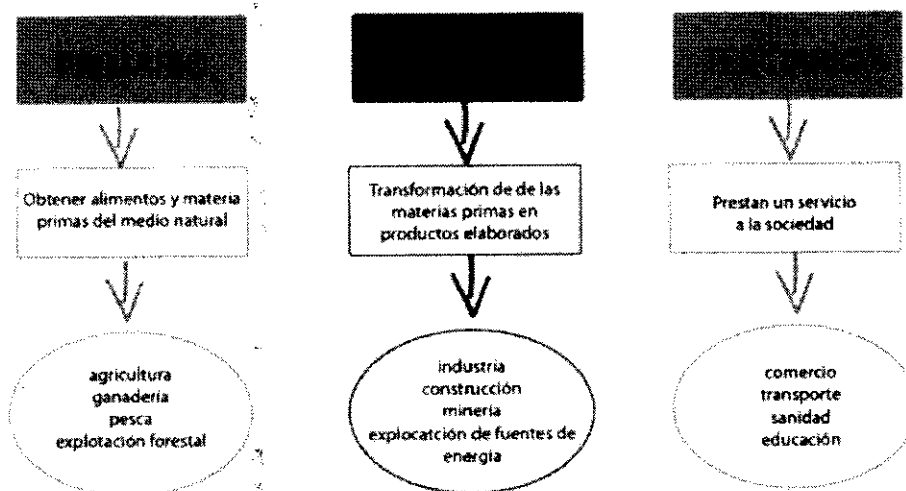 Obtener alimentos y materia
primas del medio natural
agricultura
ganadería
pesca
explotación forestal
Transformación de de las
materias primas en
productos elaborados
industria
construcción
minería
explocatción de fuentes de
energía
Prestan un servicio
a la sociedad
comercio
transporte
sanidad
educación